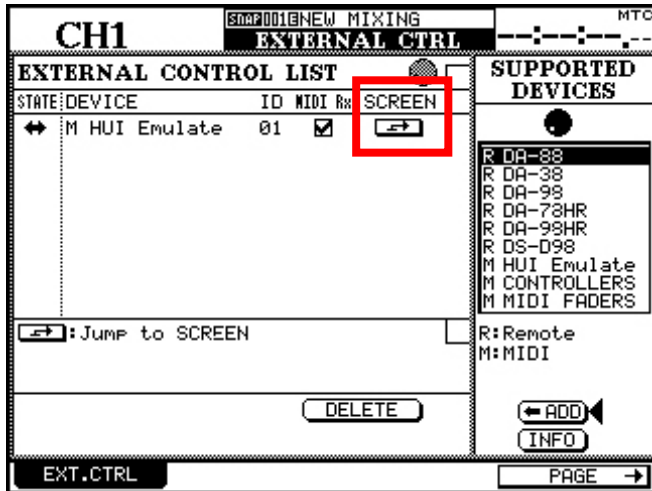 CH1
SNAP001 NEW MIXING
EXTERNAL CTRL
MTC
--:--:--.--
EXTERNAL CONTROL LIST
STATE DEVICE ID MIDI Rx SCREEN
M HUI Emulate 01
:Jump to SCREEN
DELETE
SUPPORTED
DEVICES
R DA-88
R DA-38
R DA-98
R DA-78HR
R DA-98HR
R DS-D98
M HUI Emulate
M CONTROLLERS
M MIDI FADERS
R:Remote
M:MIDI
ADD
INFO
EXT.CTRL
PAGE